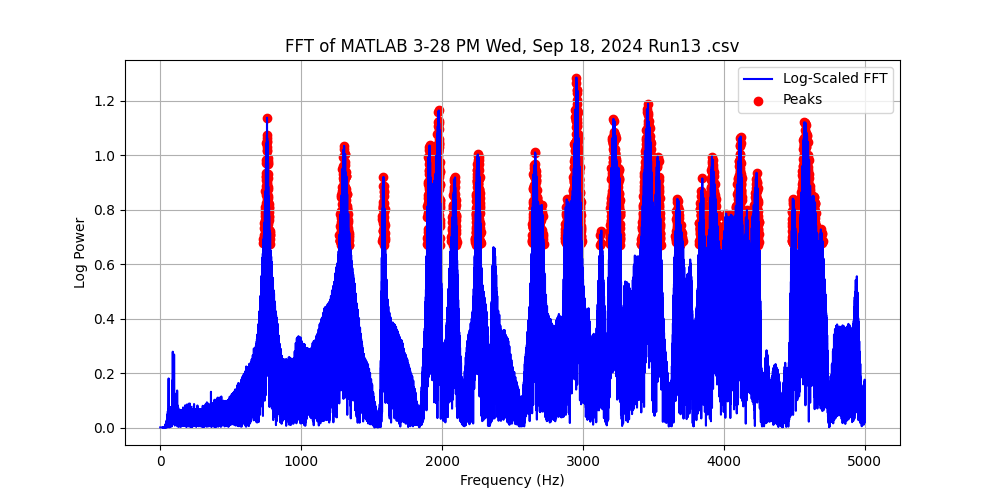 FFT of MATLAB 3-28 PM Wed, Sep 18, 2024 Run13 .csv
Log-Scaled FFT
Peaks
Log Power
1.2
1.0
0.8
0.6
0.4
0.2
0.0
0 1000 2000 3000 4000 5000
Frequency (Hz)